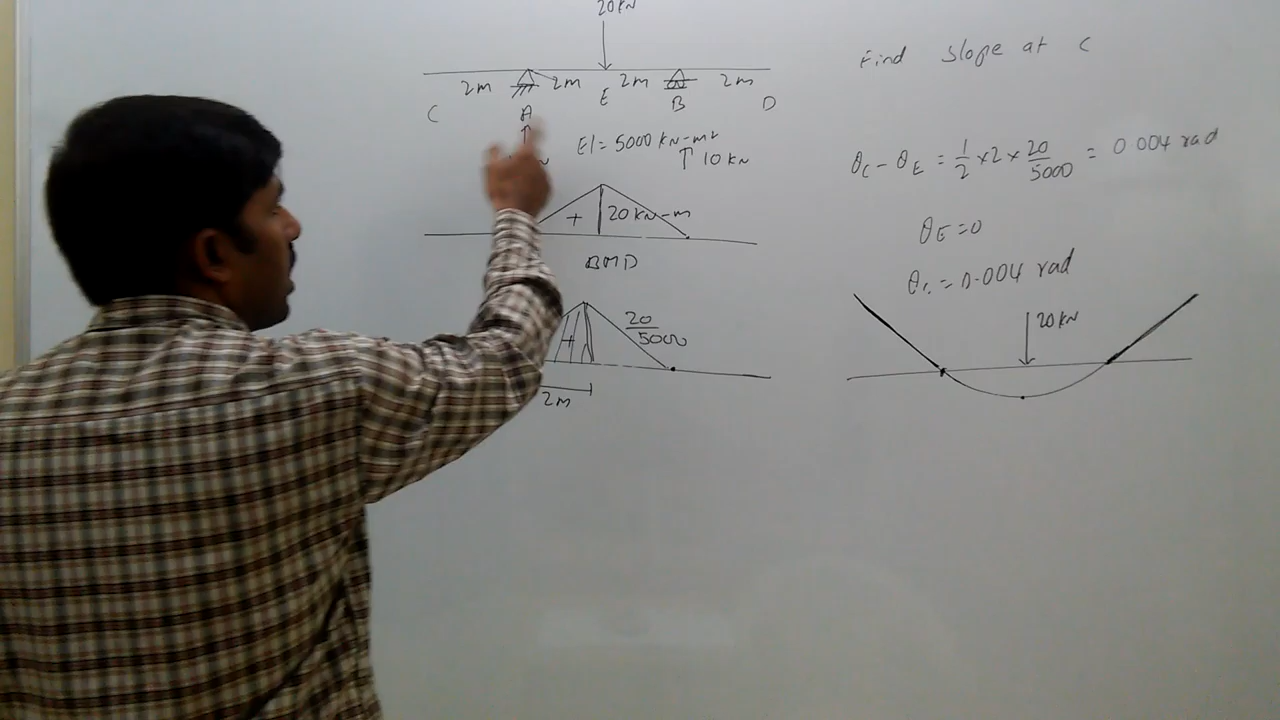 20KN
2m 2m 2m 2m
C A E B D
EI=5000 KN-m²
10 KN
+ 20 KN-m
BMD
+ 20/5000
2m
Find Slope at C
θC - θE = 1/2 x 2 x 20/5000 = 0.004 rad
θE = 0
θC = 0.004 rad
20KN